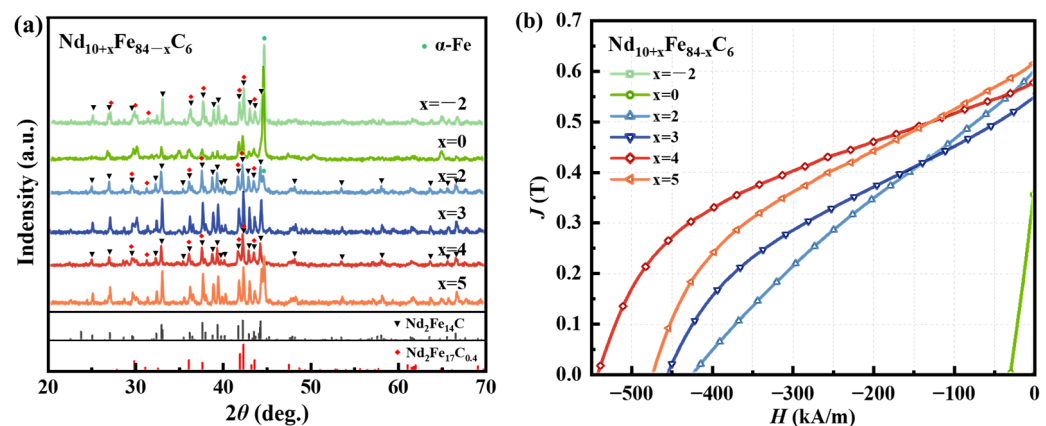 (a)
Nd10+xFe84−xC6
α-Fe
x=−2
x=0
x=2
x=3
x=4
x=5
Nd2Fe14C
Nd2Fe17C0.4
Indensity (a.u.)
20 30 40 50 60 70
2θ (deg.)
(b)
Nd10+xFe84-xC6
x=−2
x=0
x=2
x=3
x=4
x=5
J (T)
0.7
0.6
0.5
0.4
0.3
0.2
0.1
0.0
−500 −400 −300 −200 −100 0
H (kA/m)